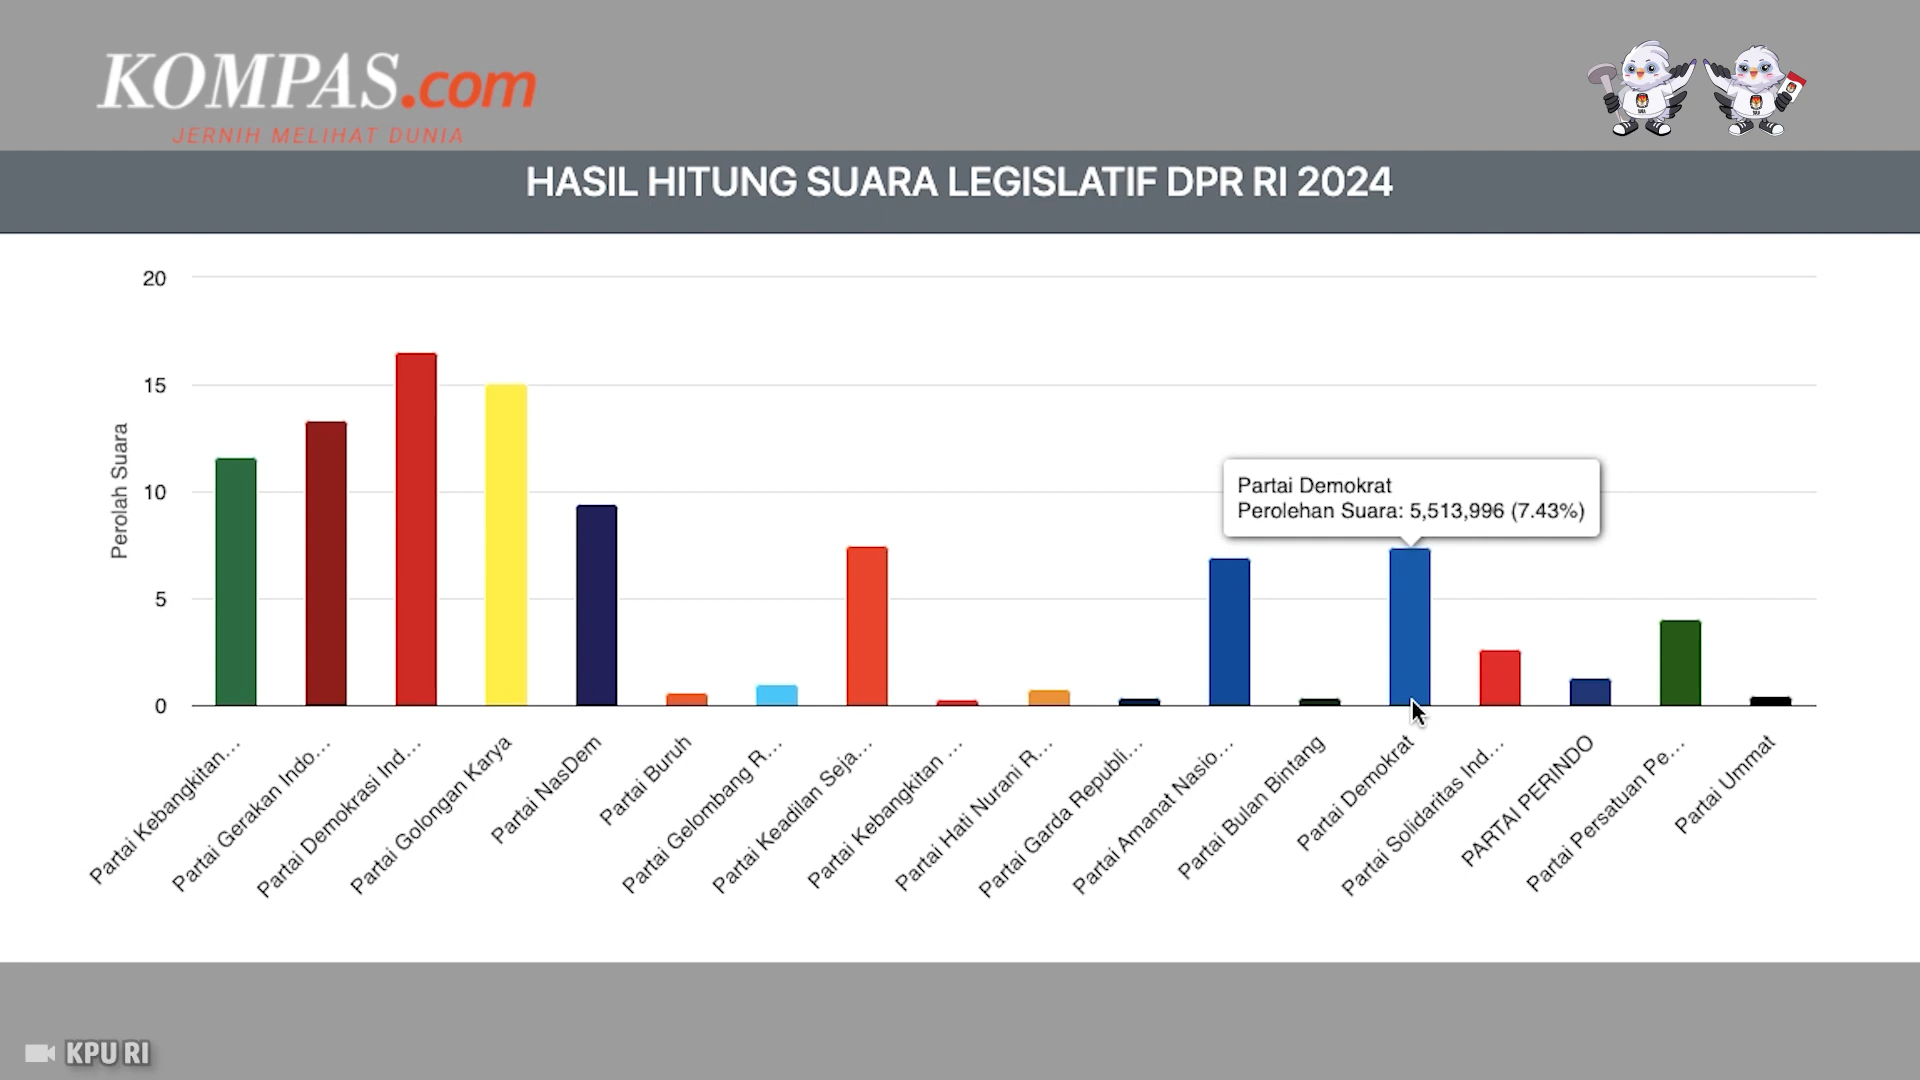 KOMPAS.com
JERNIH MELIHAT DUNIA
HASIL HITUNG SUARA LEGISLATIF DPR RI 2024
20
15
10
5
0
Perolah Suara
Partai Demokrat
Perolehan Suara: 5,513,996 (7.43%)
Partai Kebangkitan...
Partai Gerakan Indo...
Partai Demokrasi Ind...
Partai Golongan Karya
Partai NasDem
Partai Buruh
Partai Gelombang R...
Partai Keadilan Seja...
Partai Kebangkitan ...
Partai Hati Nurani R...
Partai Garda Republi...
Partai Amanat Nasio...
Partai Bulan Bintang
Partai Demokrat
Partai Solidaritas Ind...
PARTAI PERINDO
Partai Persatuan Pe...
Partai Ummat
KPU RI